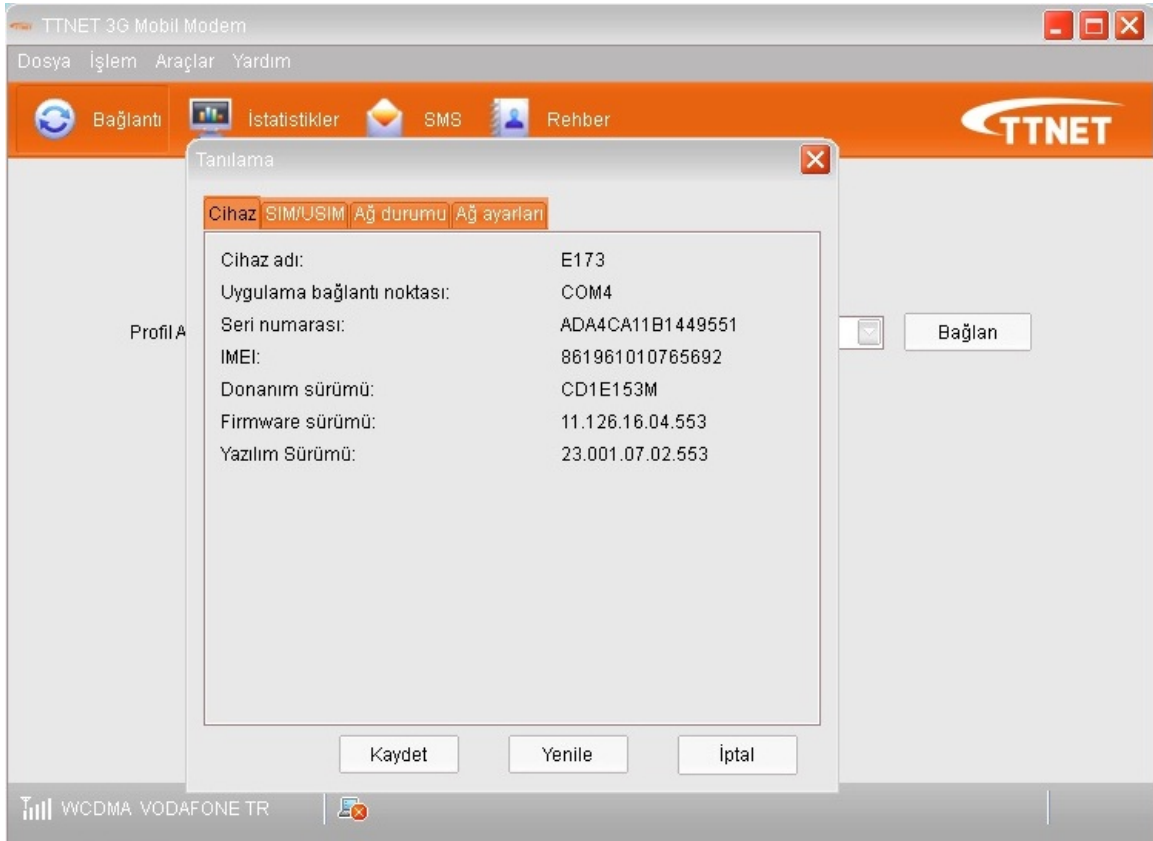 TTNET 3G Mobil Modem
Dosya İşlem Araçlar Yardım
Bağlantı İstatistikler SMS Rehber TTNET
Tanılama
Cihaz SIM/USIM Ağ durumu Ağ ayarları
Cihaz adı: E173
Uygulama bağlantı noktası: COM4
Seri numarası: ADA4CA11B1449551
Profil A Bağlan
IMEI: 861961010765692
Donanım sürümü: CD1E153M
Firmware sürümü: 11.126.16.04.553
Yazılım Sürümü: 23.001.07.02.553
Kaydet Yenile İptal
WCDMA VODAFONE TR